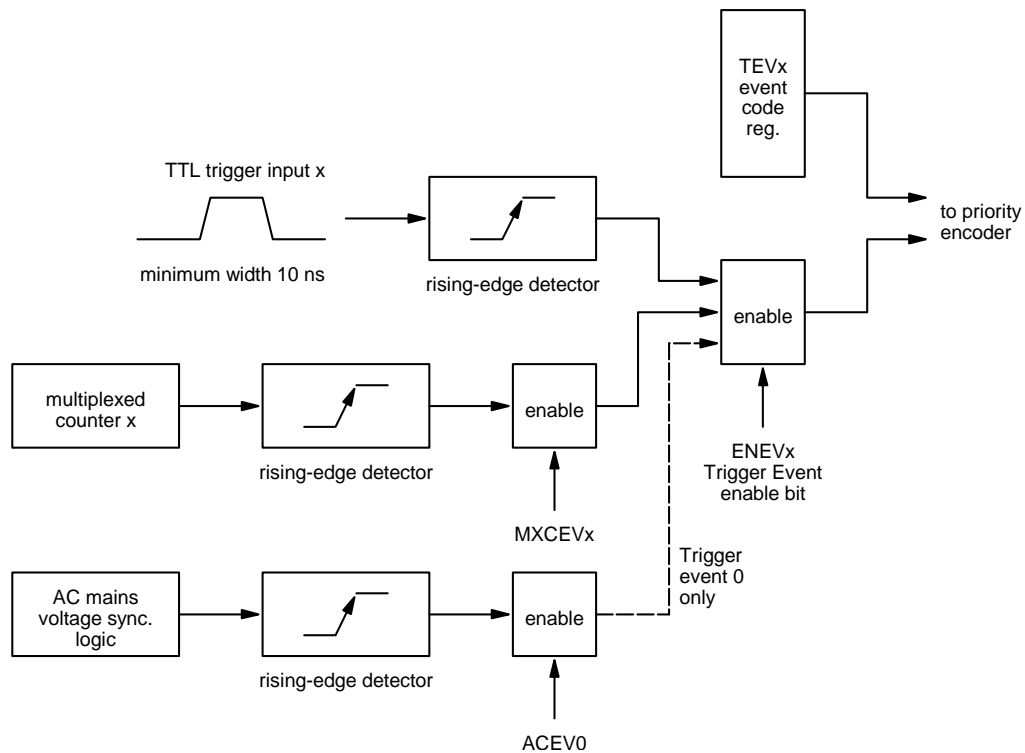 TEVx
event
code
reg.
TTL trigger input x
to priority
encoder
minimum width 10 ns
rising-edge detector
enable
multiplexed
counter x
enable
rising-edge detector
ENEVx
Trigger Event
enable bit
MXCEVx
Trigger
event 0
only
AC mains
voltage sync.
logic
enable
rising-edge detector
ACEV0